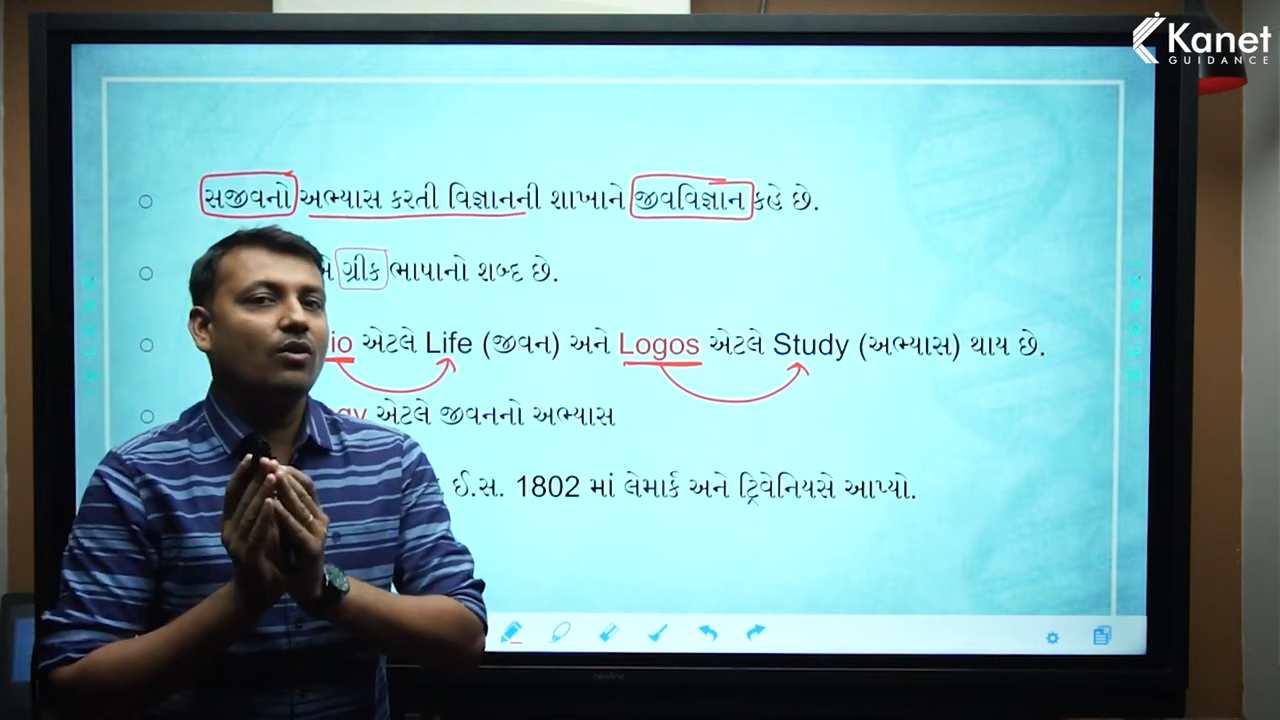 Kanet
GUIDANCE
સજીવનો અભ્યાસ કરતી વિજ્ઞાનની શાખાને જીવવિજ્ઞાન કહે છે.
ગ્રીક ભાષાનો શબ્દ છે.
એટલે Life (જીવન) અને Logos એટલે Study (અભ્યાસ) થાય છે.
એટલે જીવનનો અભ્યાસ
ઈ.સ. 1802 માં લેમાર્ક અને ટ્રિવેનિયસે આપ્યો.